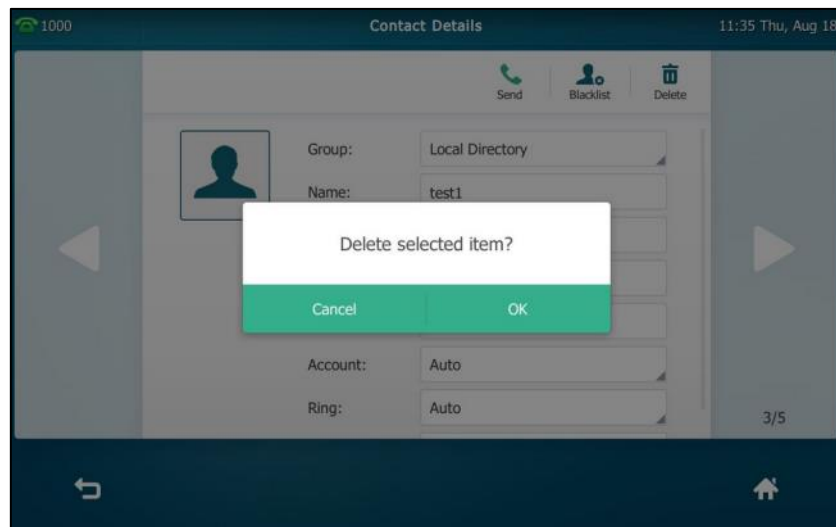 1000 Contact Details 11:35 Thu, Aug 18
Send Blacklist Delete
Group: Local Directory
Name: test1
Delete selected item?
Cancel OK
Account: Auto
Ring: Auto
3/5